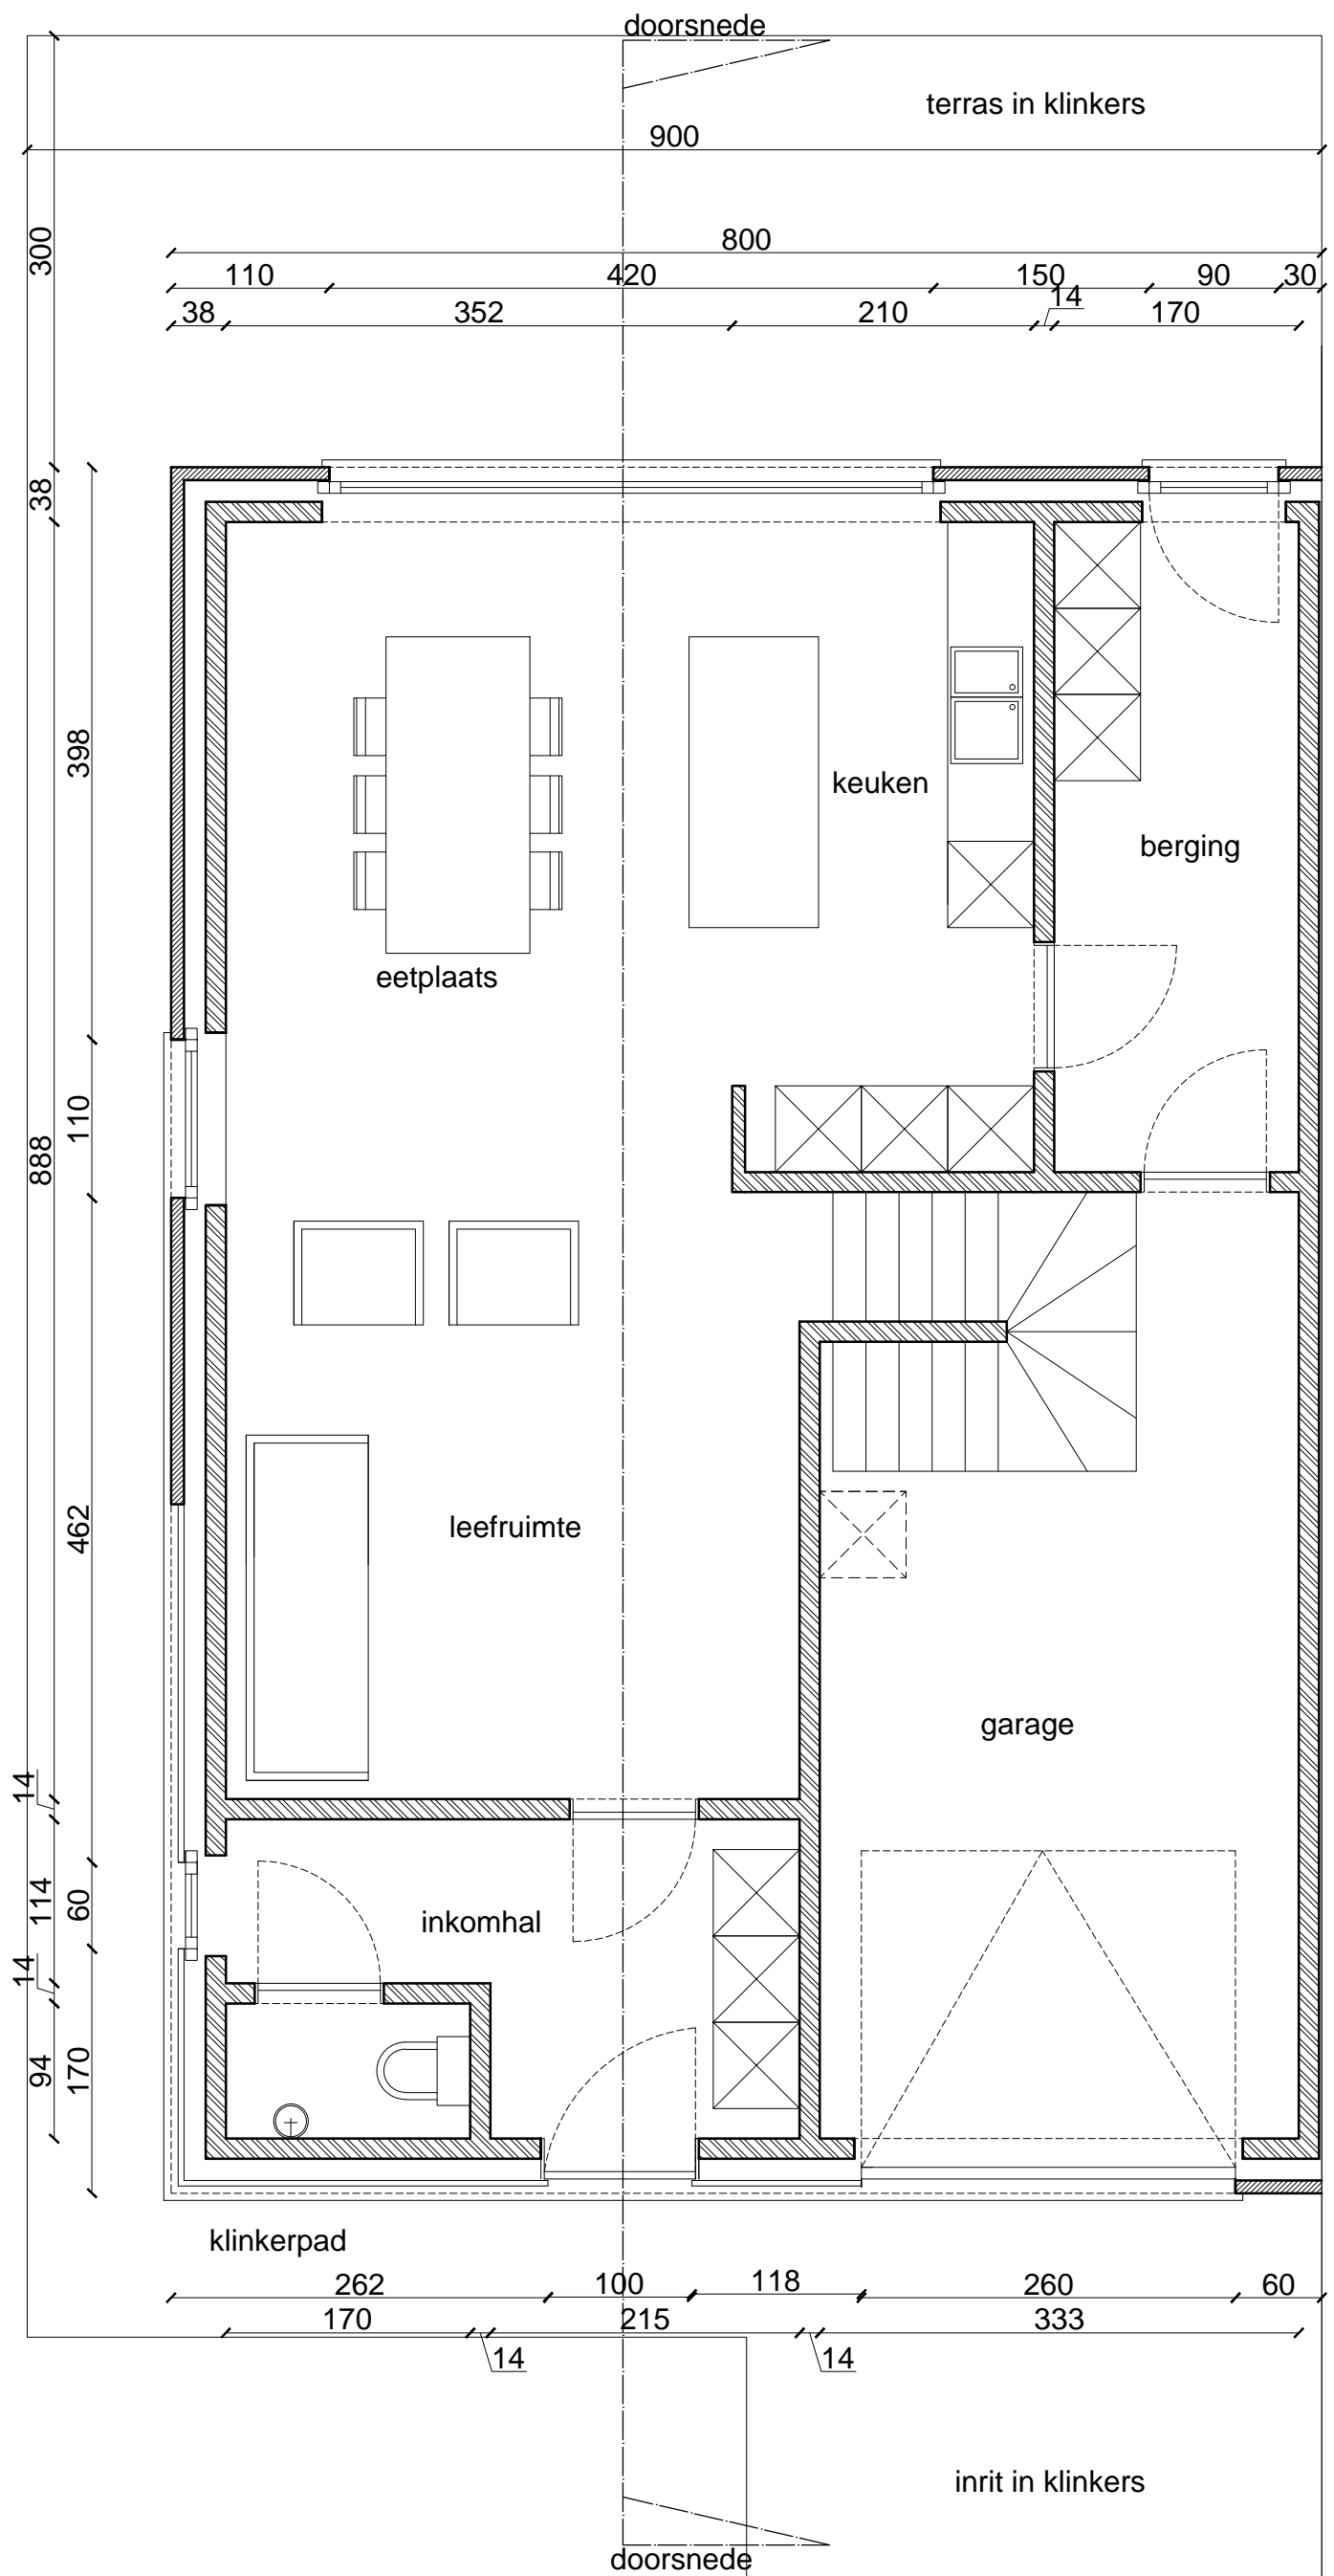 doorsnede
terras in klinkers
900
300
800
110 420 150 90 30
14
38 352 210 170
38
398
keuken
berging
eetplaats
110
888
462
leefruimte
garage
14
114
60
inkomhal
14
94
170
klinkerpad
262 100 118 260 60
170 215 333
14 14
inrit in klinkers
doorsnede